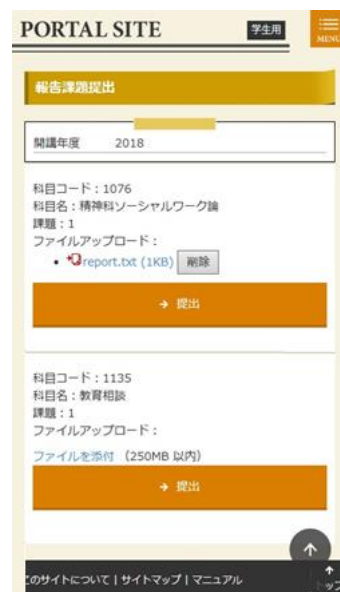 PORTAL SITE
学生用
MENU
報告課題提出
開講年度 2018
科目コード：1076
科目名：精神科ソーシャルワーク論
課題：1
ファイルアップロード：
• report.txt (1KB) 削除
→ 提出
科目コード：1135
科目名：教育相談
課題：1
ファイルアップロード：
ファイルを添付 （250MB 以内）
→ 提出
このサイトについて | サイトマップ | マニュアル
トップ